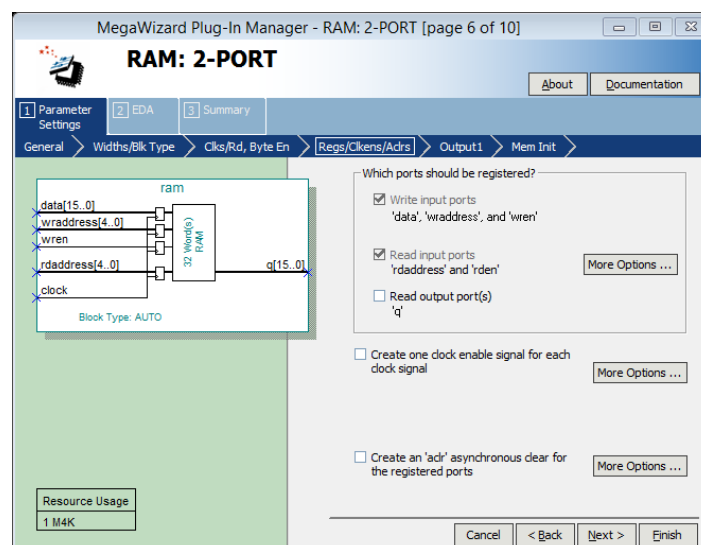 MegaWizard Plug-In Manager - RAM: 2-PORT [page 6 of 10]
RAM: 2-PORT
About
Documentation
1 Parameter Settings
2 EDA
3 Summary
General
Widths/Blk Type
Clks/Rd, Byte En
Regs/Clkens/Aclrs
Output1
Mem Init
ram
data[15..0]
wraddress[4..0]
wren
rdaddress[4..0]
clock
32 Word(s)
RAM
q[15..0]
Block Type: AUTO
Resource Usage
1 M4K
Which ports should be registered?
Write input ports
'data', 'wraddress', and 'wren'
Read input ports
'rdaddress' and 'rden'
More Options ...
Read output port(s)
'q'
Create one clock enable signal for each
clock signal
More Options ...
Create an 'aclr' asynchronous clear for
the registered ports
More Options ...
Cancel
< Back
Next >
Finish